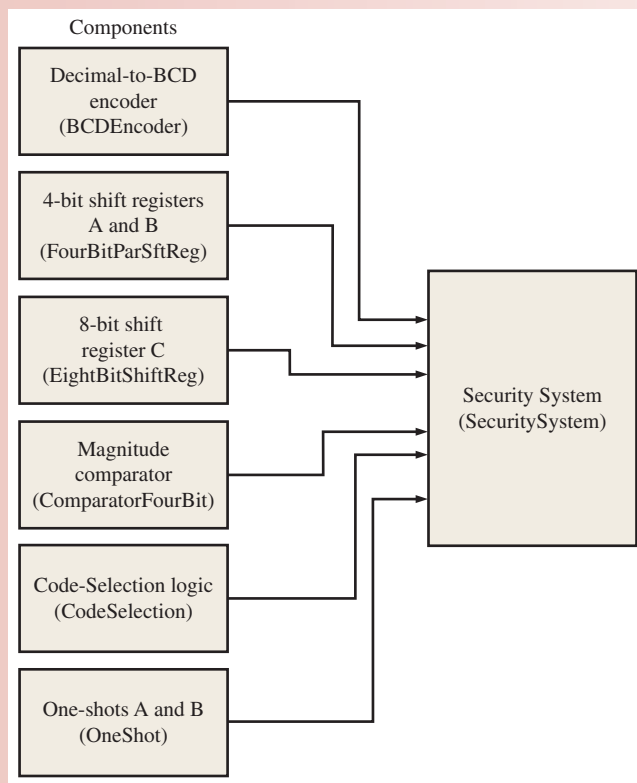 Components
Decimal-to-BCD
encoder
(BCDEncoder)
4-bit shift registers
A and B
(FourBitParSftReg)
8-bit shift
register C
(EightBitShiftReg)
Magnitude
comparator
(ComparatorFourBit)
Code-Selection logic
(CodeSelection)
One-shots A and B
(OneShot)
Security System
(SecuritySystem)